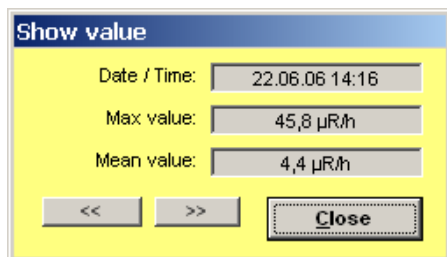 Show value
Date / Time: 22.06.06 14:16
Max value: 45,8 µR/h
Mean value: 4,4 µR/h
<< >> Close